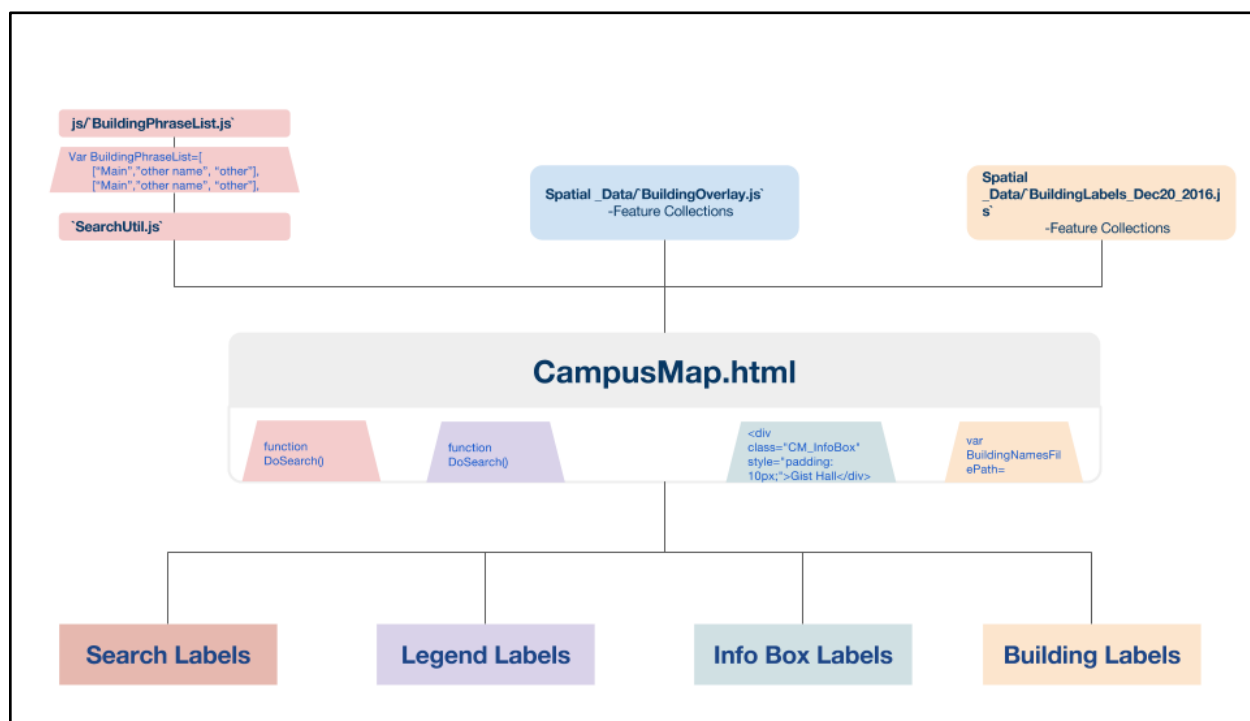 js/`BuildingPhraseList.js`
Var BuildingPhraseList=[
[“Main”,”other name”, “other”],
[“Main”,”other name”, “other”],
`SearchUtil.js`
Spatial _Data/`BuildingOverlay.js`
-Feature Collections
Spatial
_Data/`BuildingLabels_Dec20_2016.j
s`
-Feature Collections
CampusMap.html
function
DoSearch()
function
DoSearch()
<div
class="CM_InfoBox"
style="padding:
10px;">Gist Hall</div>
var
BuildingNamesFil
ePath=
Search Labels
Legend Labels
Info Box Labels
Building Labels